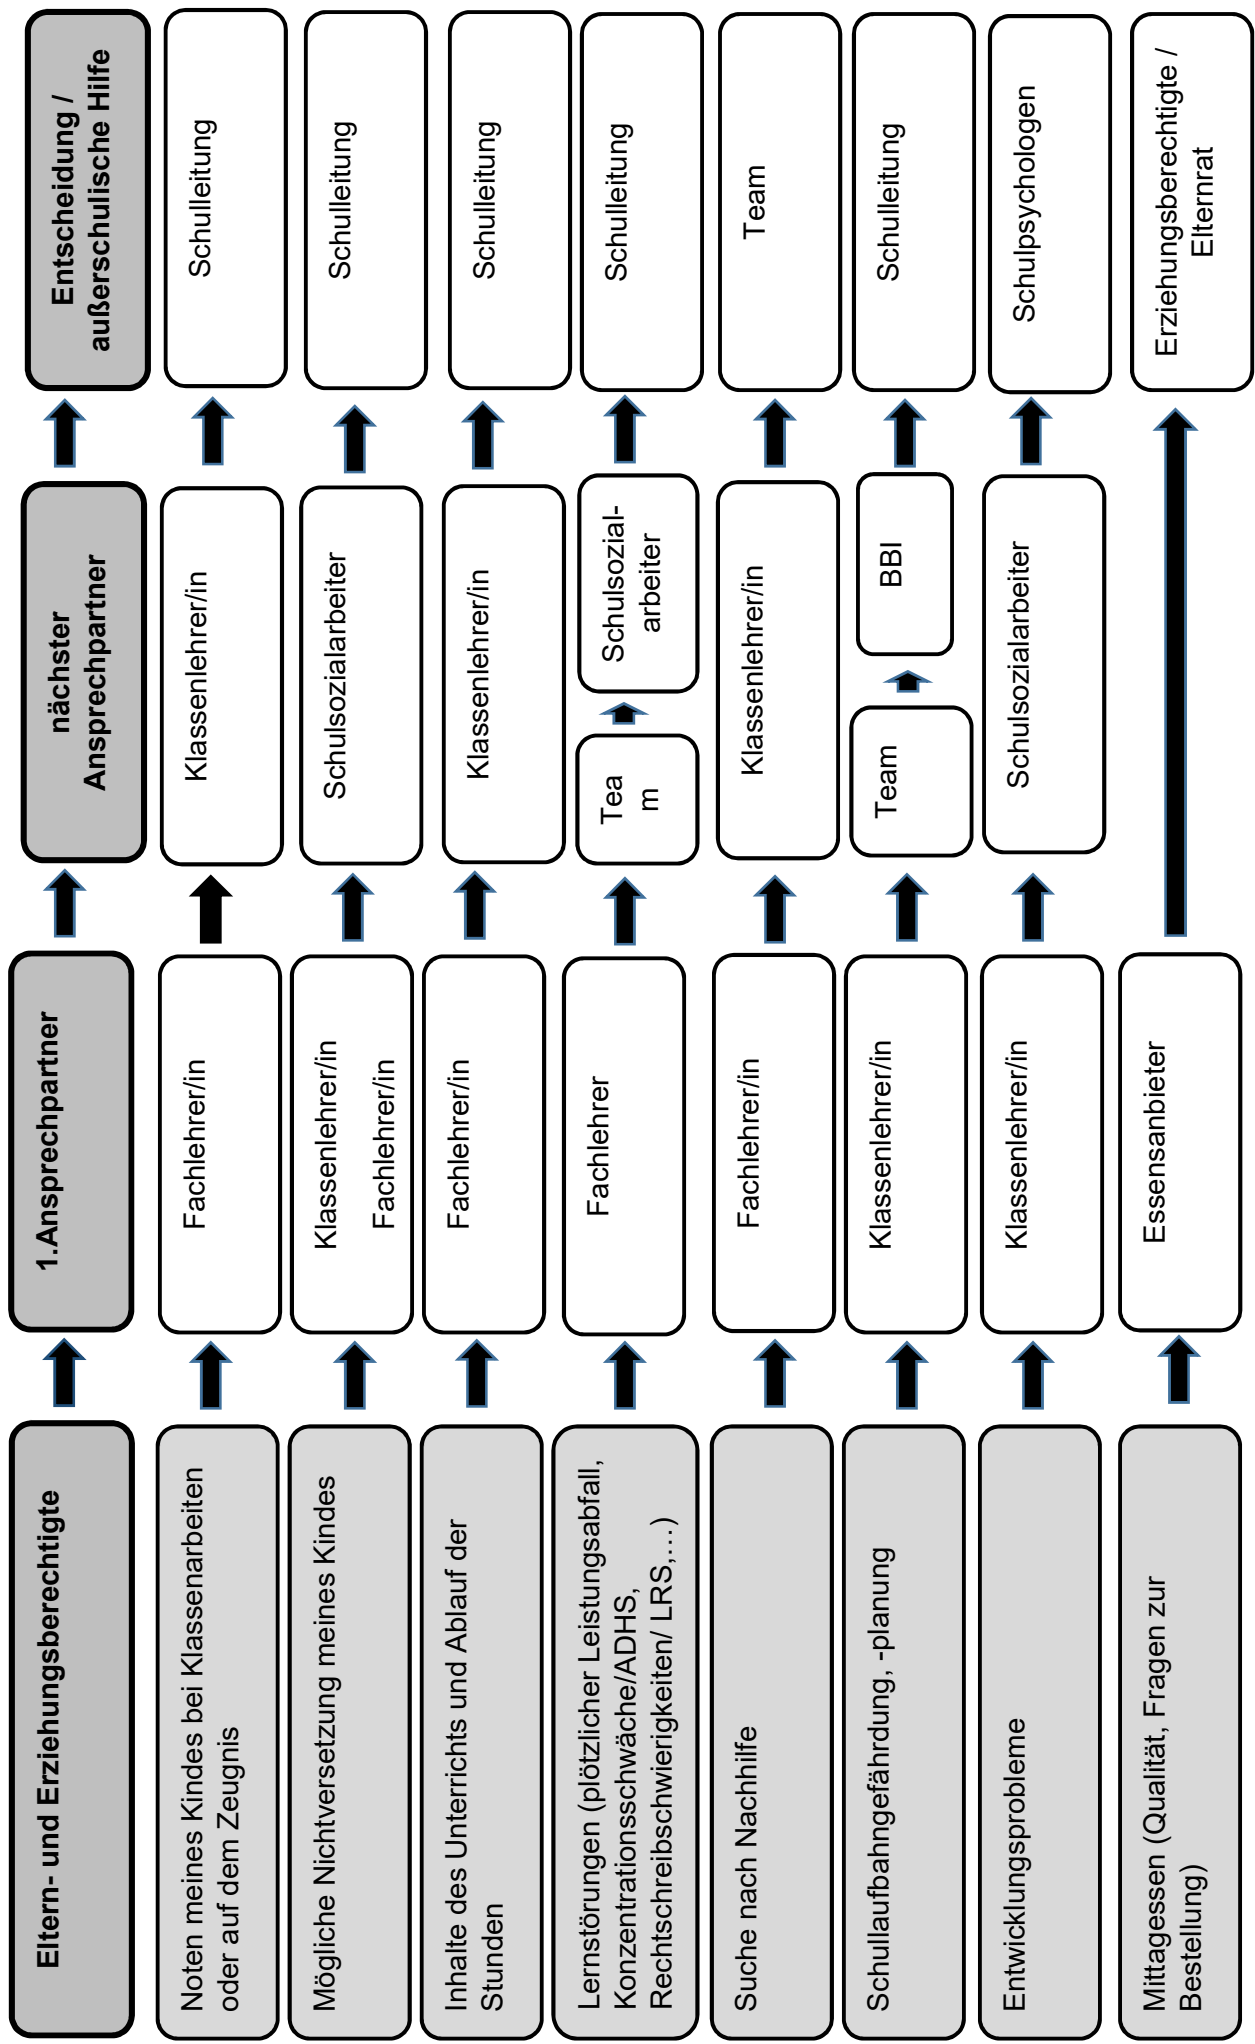 Eltern- und Erziehungsberechtigte
1.Ansprechpartner
nächster
Ansprechpartner
Entscheidung /
außerschulische Hilfe
Noten meines Kindes bei Klassenarbeiten
oder auf dem Zeugnis
Fachlehrer/in
Klassenlehrer/in
Schulleitung
Mögliche Nichtversetzung meines Kindes
Klassenlehrer/in
Fachlehrer/in
Schulsozialarbeiter
Schulleitung
Inhalte des Unterrichts und Ablauf der
Stunden
Fachlehrer/in
Klassenlehrer/in
Schulleitung
Lernstörungen (plötzlicher Leistungsabfall,
Konzentrationsschwäche/ADHS,
Rechtschreibschwierigkeiten/ LRS,…)
Fachlehrer
Tea
m
Schulsozial-
arbeiter
Schulleitung
Suche nach Nachhilfe
Fachlehrer/in
Klassenlehrer/in
Team
Schullaufbahngefährdung, -planung
Klassenlehrer/in
Team
BBI
Schulleitung
Entwicklungsprobleme
Klassenlehrer/in
Schulsozialarbeiter
Schulpsychologen
Mittagessen (Qualität, Fragen zur
Bestellung)
Essensanbieter
Erziehungsberechtigte /
Elternrat